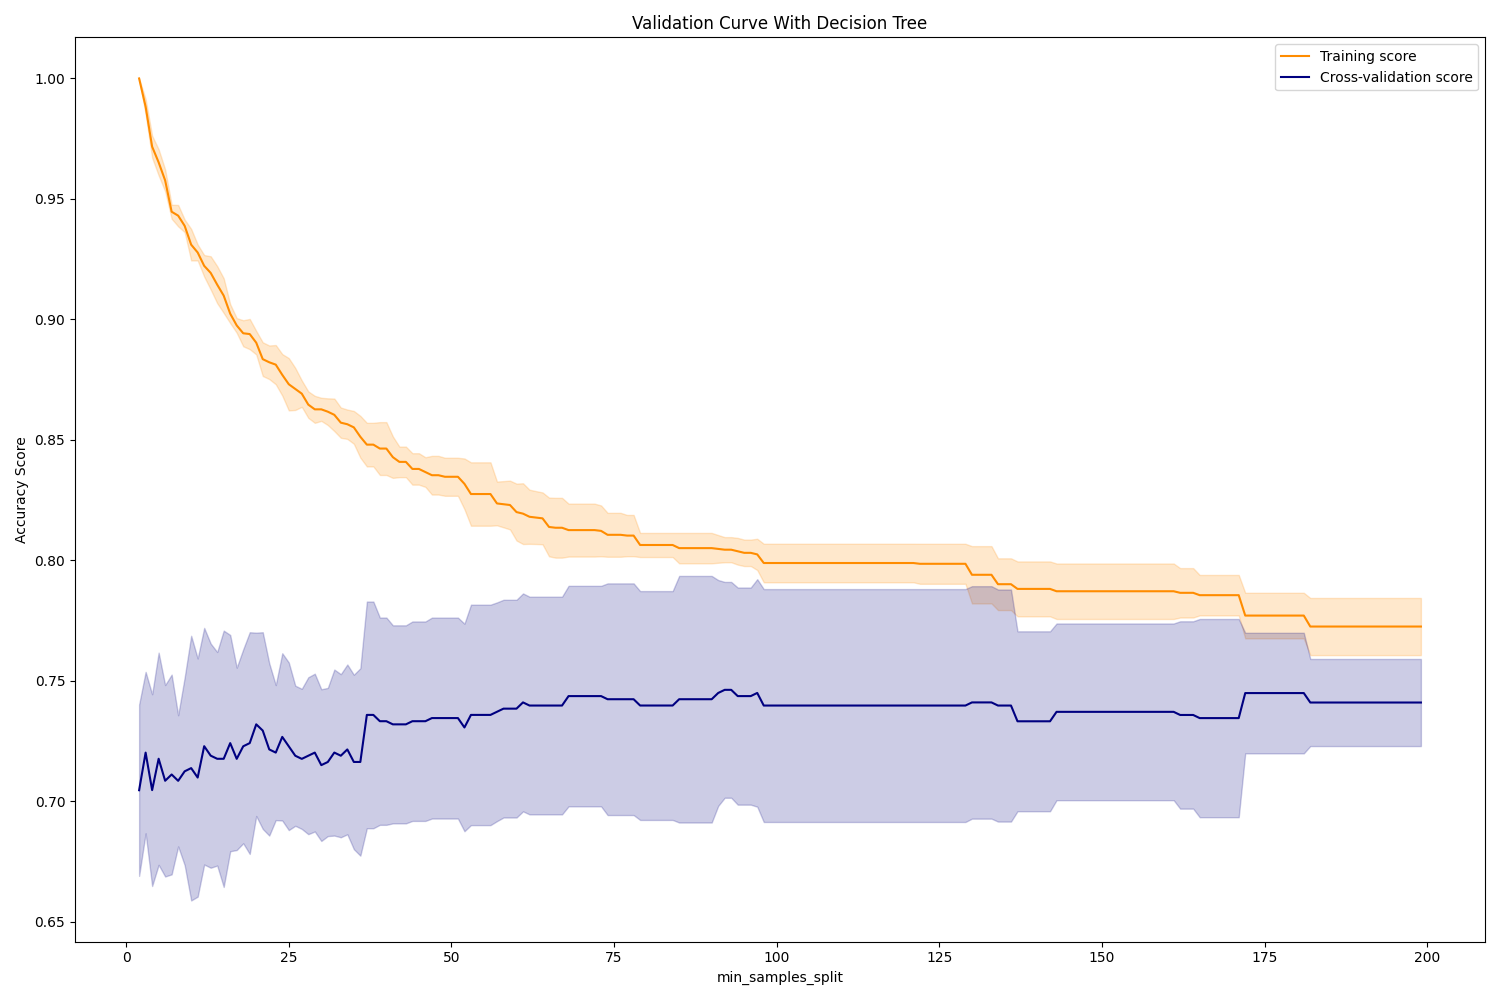 Validation Curve With Decision Tree
Training score
Cross-validation score
Accuracy Score
1.00
0.95
0.90
0.85
0.80
0.75
0.70
0.65
0 25 50 75 100 125 150 175 200
min_samples_split